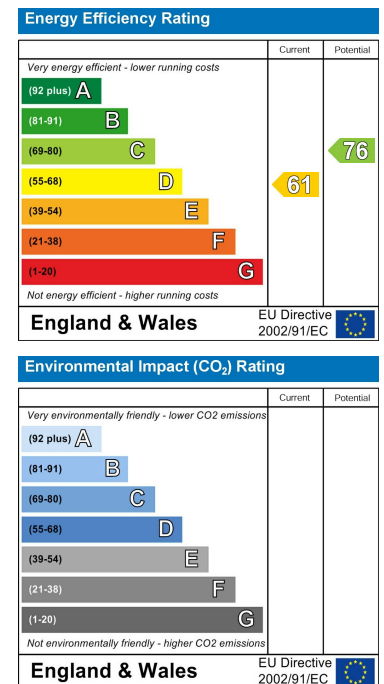 Energy Efficiency Rating
Current Potential
Very energy efficient - lower running costs
(92 plus) A
(81-91) B
(69-80) C 76
(55-68) D 61
(39-54) E
(21-38) F
(1-20) G
Not energy efficient - higher running costs
England & Wales EU Directive 2002/91/EC
Environmental Impact (CO₂) Rating
Current Potential
Very environmentally friendly - lower CO2 emissions
(92 plus) A
(81-91) B
(69-80) C
(55-68) D
(39-54) E
(21-38) F
(1-20) G
Not environmentally friendly - higher CO2 emissions
England & Wales EU Directive 2002/91/EC